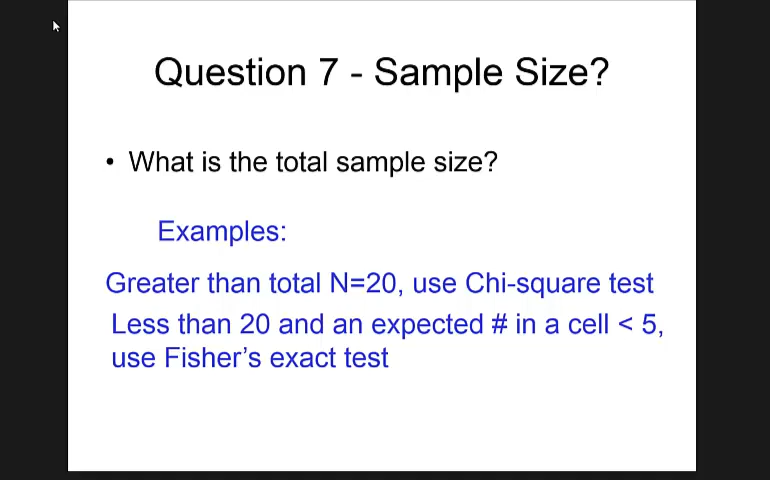 Question 7 - Sample Size?
• What is the total sample size?
Examples:
Greater than total N=20, use Chi-square test
Less than 20 and an expected # in a cell < 5,
use Fisher’s exact test